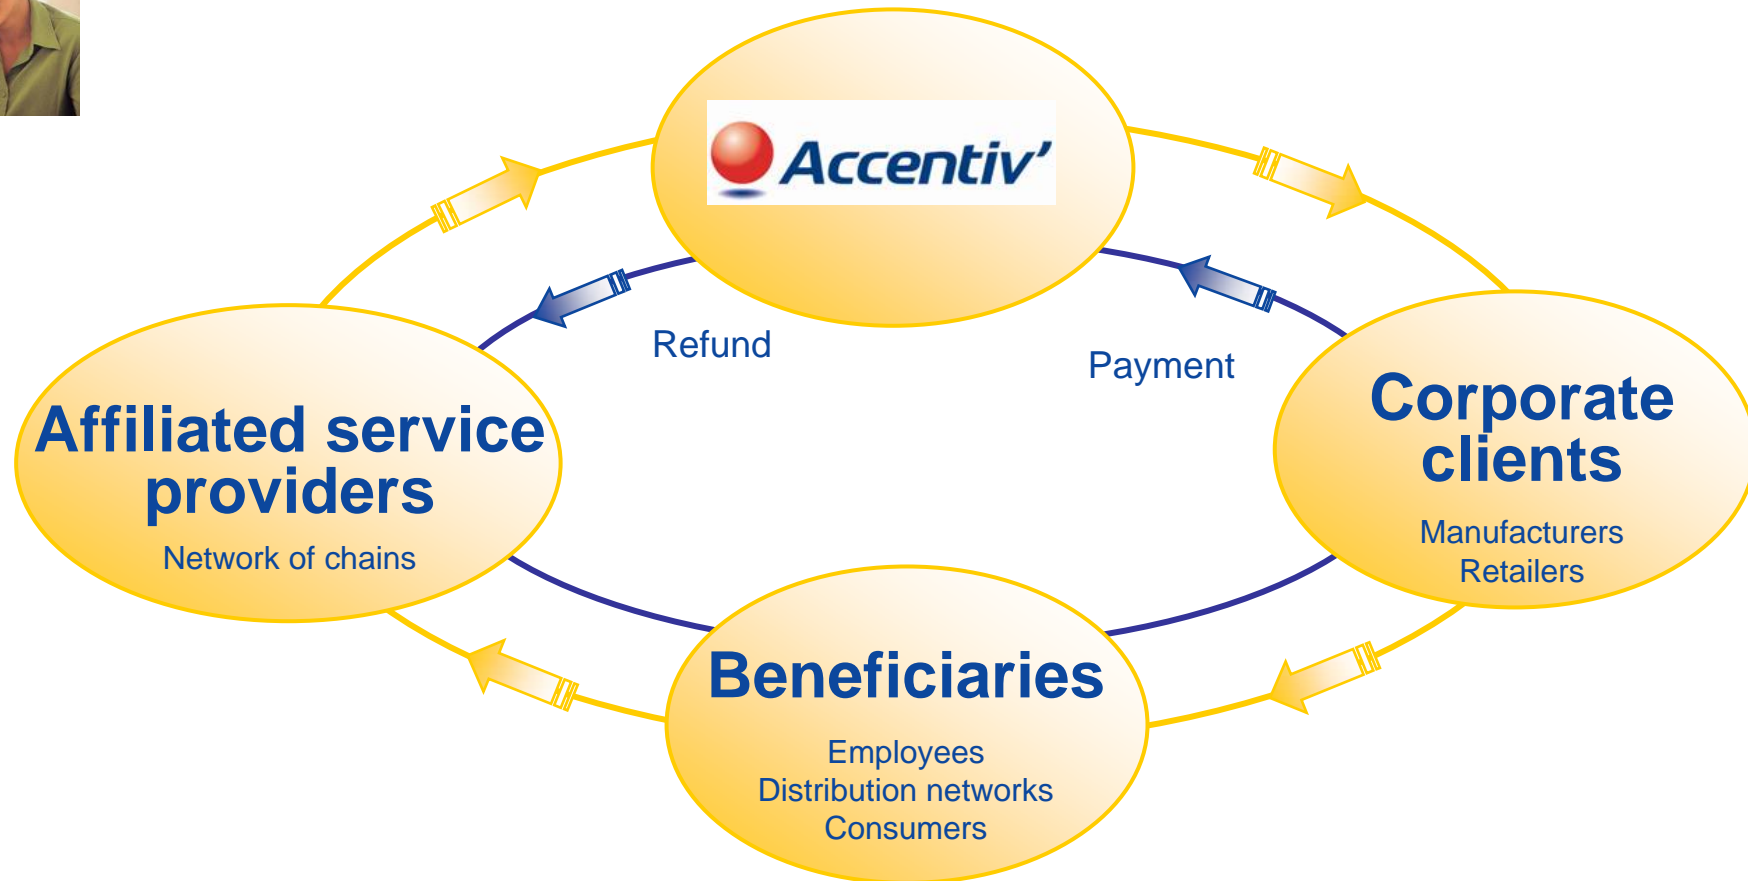 Accentiv’
Refund
Payment
Affiliated service
providers
Network of chains
Corporate
clients
Manufacturers
Retailers
Beneficiaries
Employees
Distribution networks
Consumers